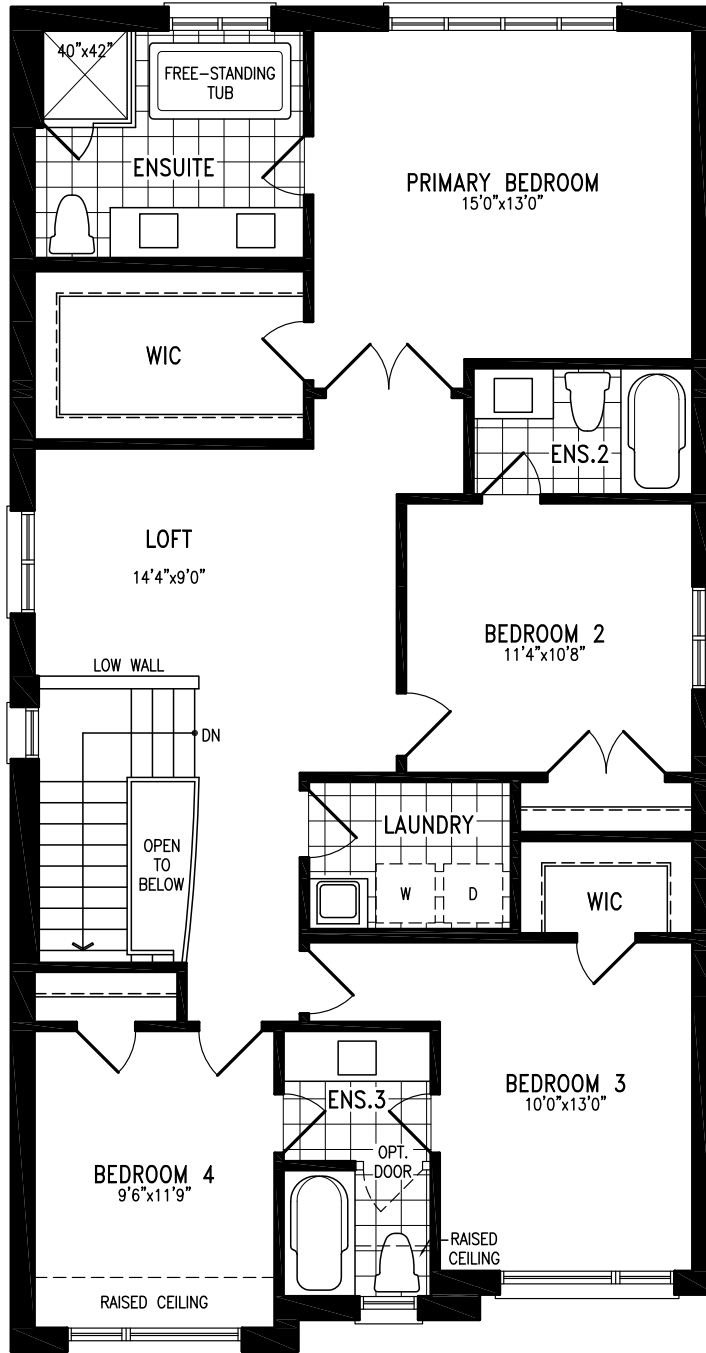 40"x42"
FREE-STANDING
TUB
ENSUITE
PRIMARY BEDROOM
15'0"x13'0"
WIC
ENS.2
LOFT
14'4"x9'0"
BEDROOM 2
11'4"x10'8"
LOW WALL
DN
OPEN
TO
BELOW
LAUNDRY
W
D
WIC
BEDROOM 3
10'0"x13'0"
ENS.3
OPT.
DOOR
BEDROOM 4
9'6"x11'9"
RAISED
CEILING
RAISED CEILING